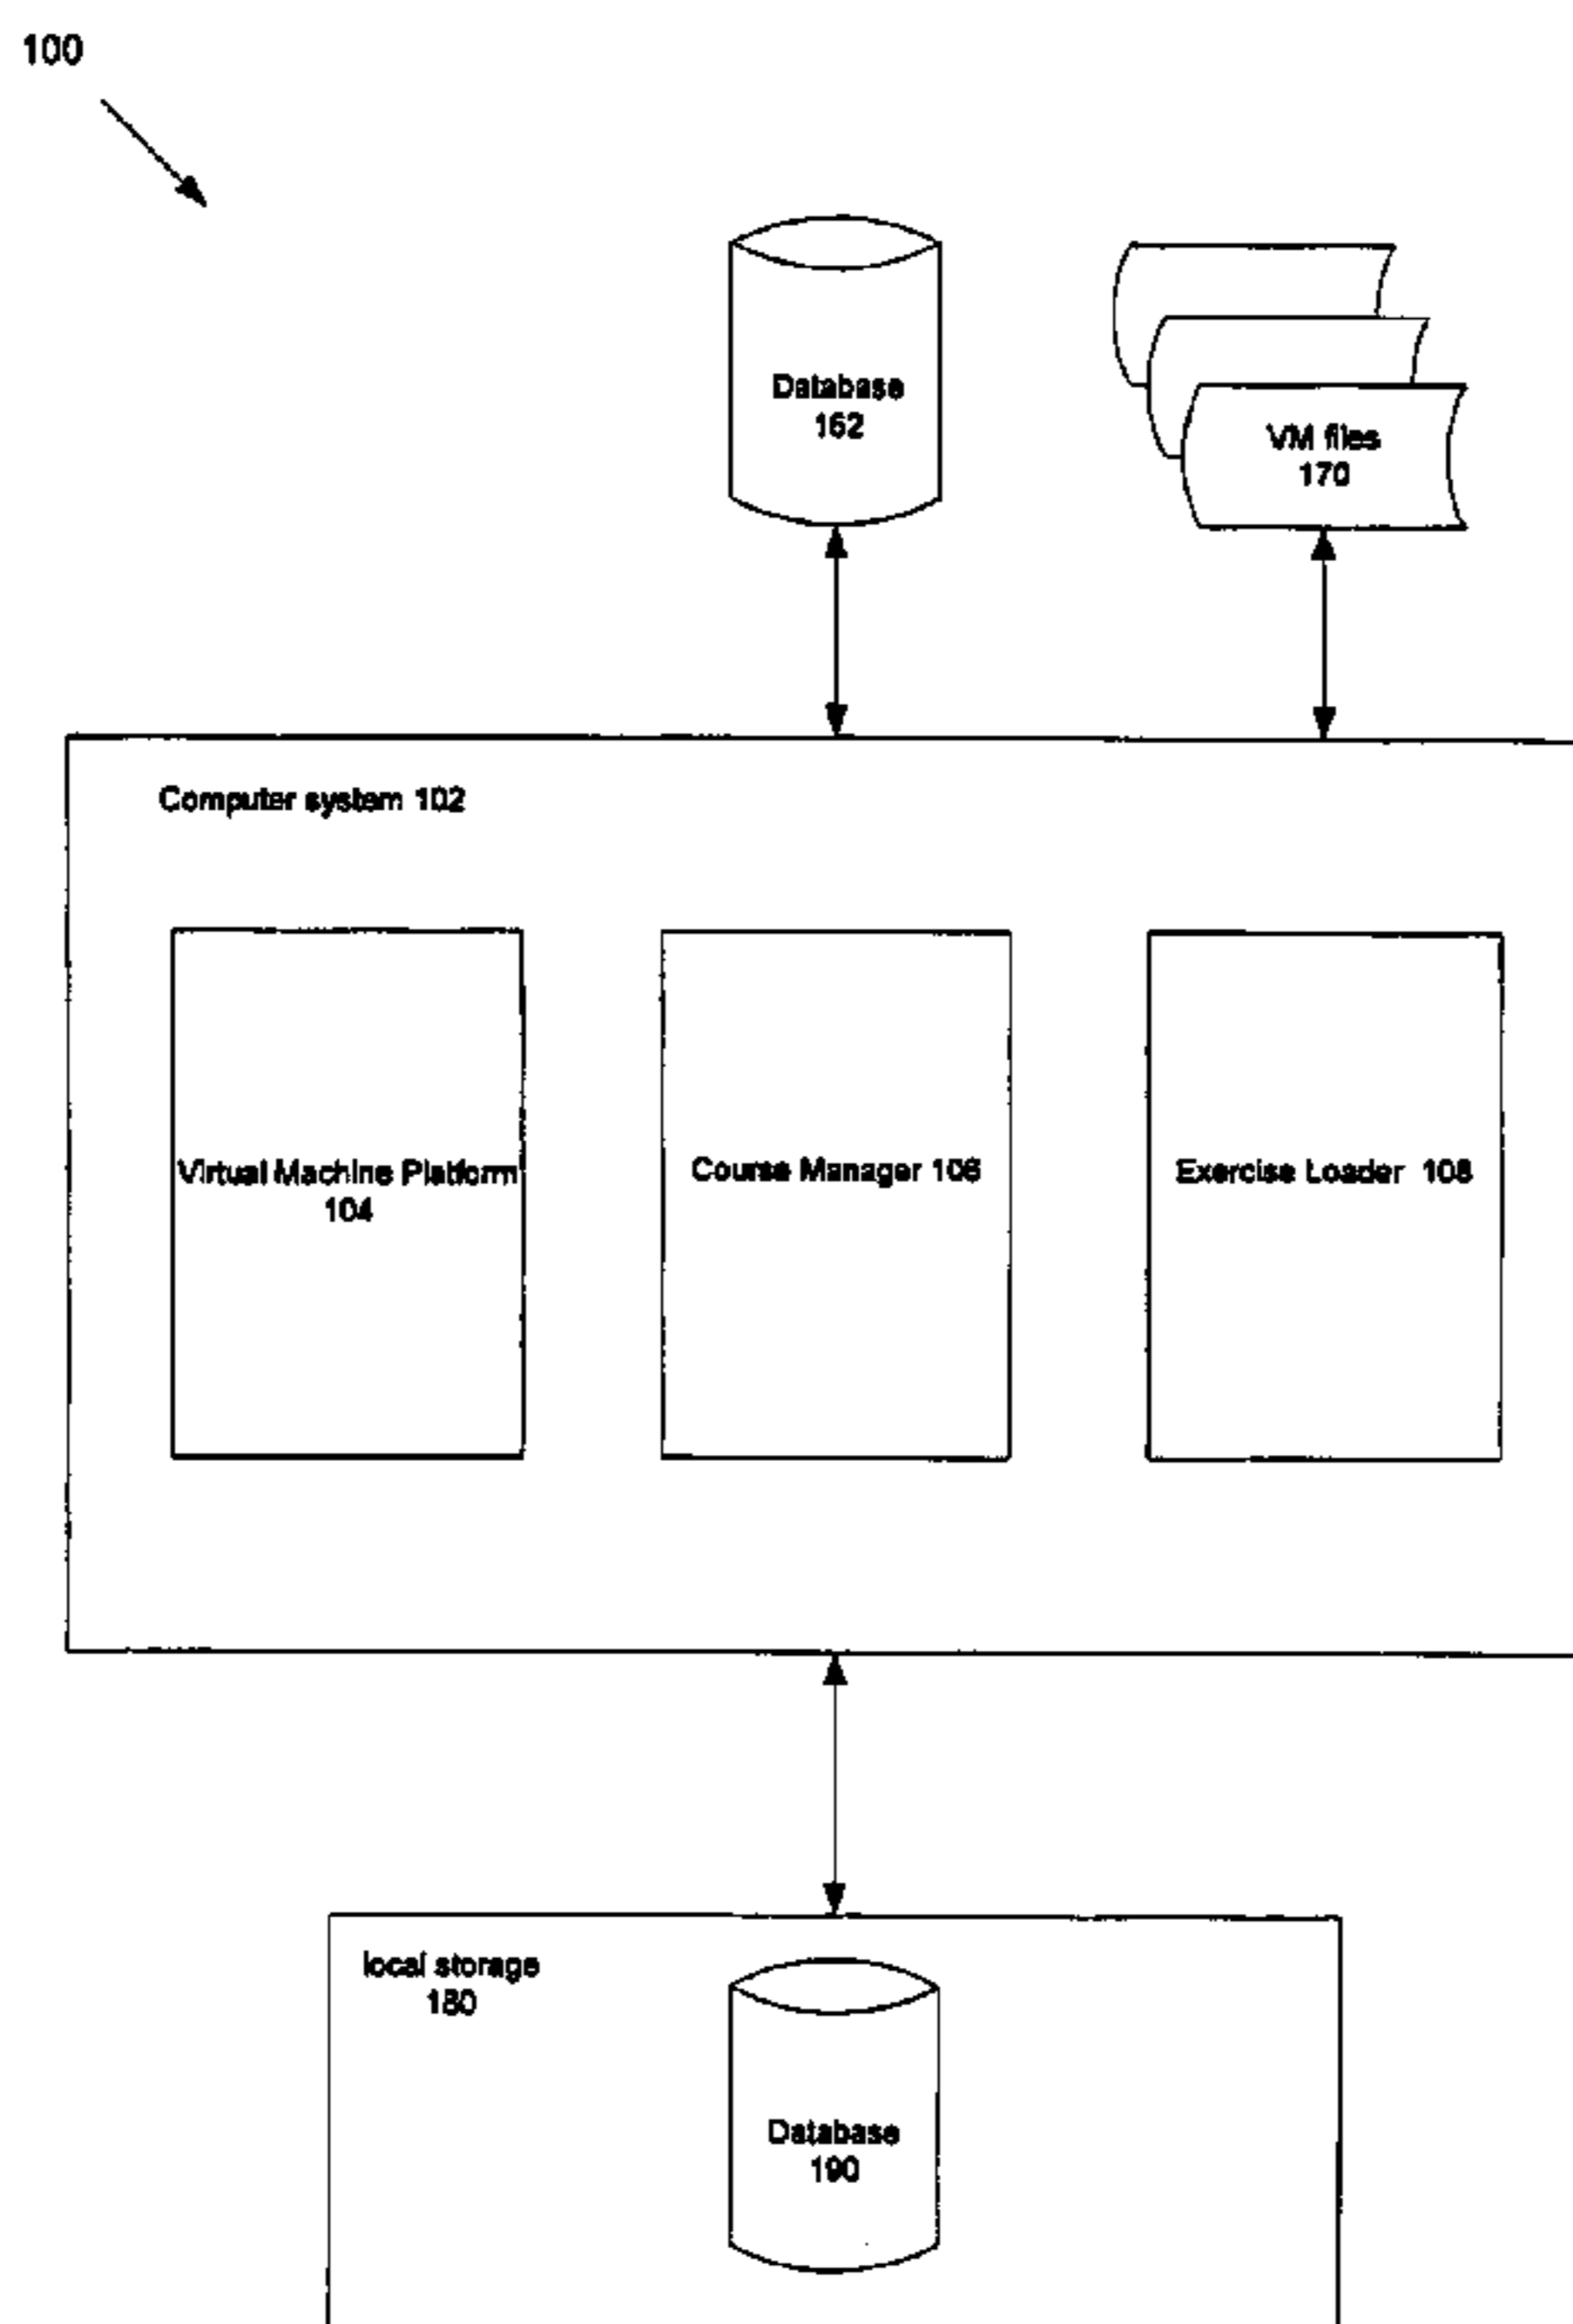 100
Database
162
VM files
170
Computer system 102
Virtual Machine Platform
104
Course Manager 106
Exercise Loader 108
local storage
180
Database
190